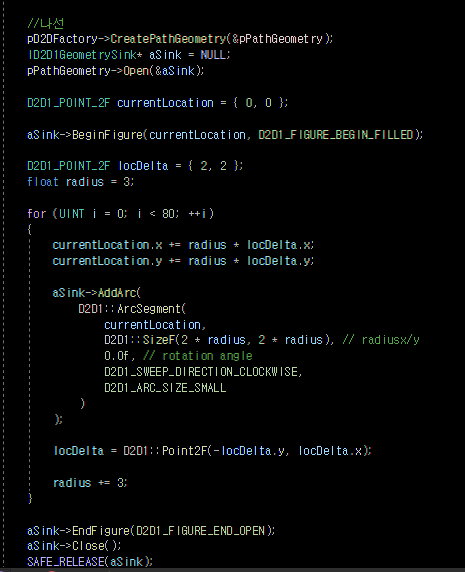 //나선
pD2DFactory->CreatePathGeometry(&pPathGeometry);
ID2D1GeometrySink* aSink = NULL;
pPathGeometry->Open(&aSink);
D2D1_POINT_2F currentLocation = { 0, 0 };
aSink->BeginFigure(currentLocation, D2D1_FIGURE_BEGIN_FILLED);
D2D1_POINT_2F locDelta = { 2, 2 };
float radius = 3;
for (UINT i = 0; i < 80; ++i)
{
currentLocation.x += radius * locDelta.x;
currentLocation.y += radius * locDelta.y;
aSink->AddArc(
D2D1::ArcSegment(
currentLocation,
D2D1::SizeF(2 * radius, 2 * radius), // radiusx/y
0.0f, // rotation angle
D2D1_SWEEP_DIRECTION_CLOCKWISE,
D2D1_ARC_SIZE_SMALL
)
);
locDelta = D2D1::Point2F(-locDelta.y, locDelta.x);
radius += 3;
}
aSink->EndFigure(D2D1_FIGURE_END_OPEN);
aSink->Close();
SAFE_RELEASE(aSink);